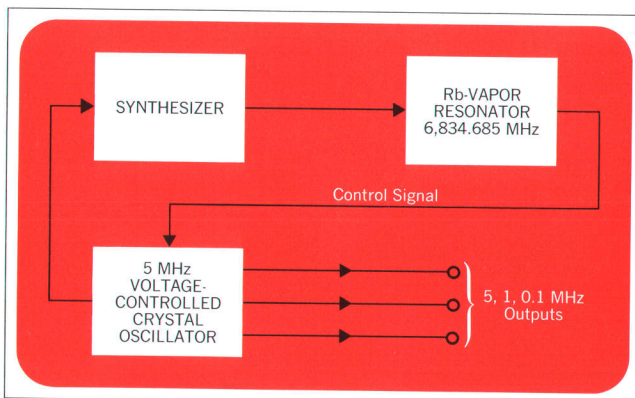 SYNTHESIZER
Rb-VAPOR
RESONATOR
6,834.685 MHz
Control Signal
5 MHz
VOLTAGE-
CONTROLLED
CRYSTAL
OSCILLATOR
5, 1, 0.1 MHz
Outputs